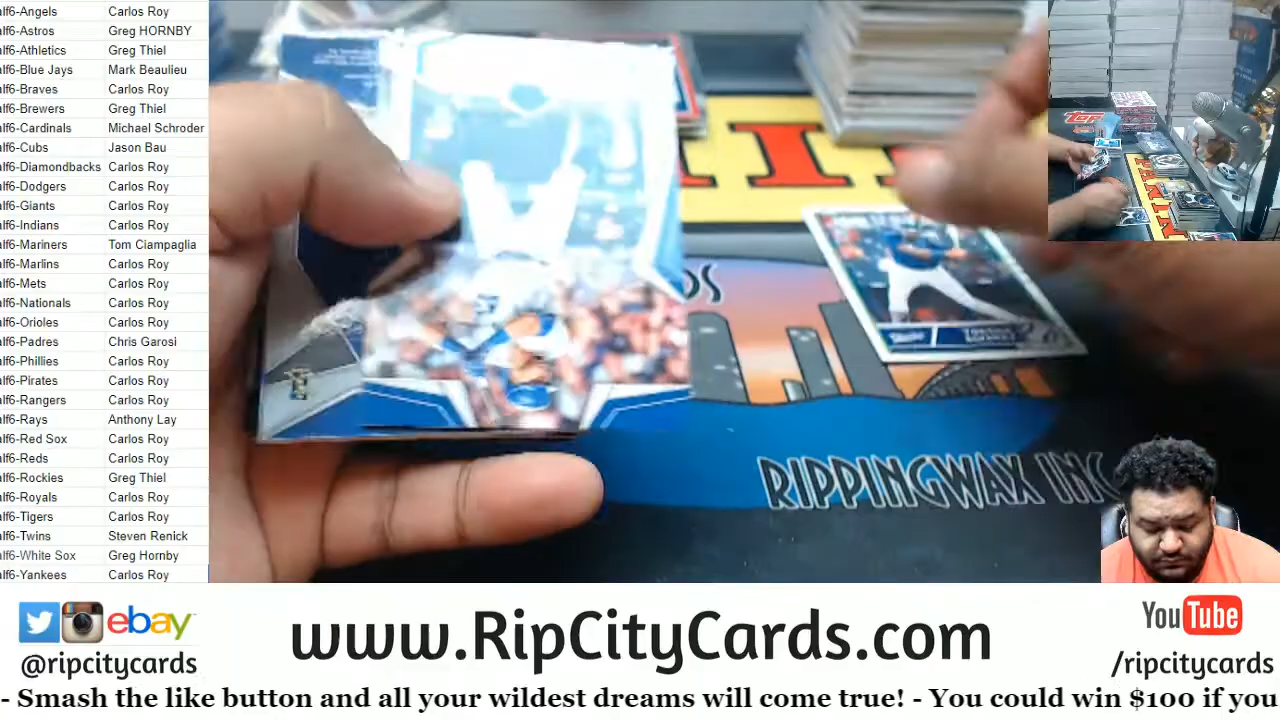 alf6-Angels Carlos Roy
alf6-Astros Greg HORNBY
alf6-Athletics Greg Thiel
alf6-Blue Jays Mark Beaulieu
alf6-Braves Carlos Roy
alf6-Brewers Greg Thiel
alf6-Cardinals Michael Schroder
alf6-Cubs Jason Bau
alf6-Diamondbacks Carlos Roy
alf6-Dodgers Carlos Roy
alf6-Giants Carlos Roy
alf6-Indians Carlos Roy
alf6-Mariners Tom Ciampaglia
alf6-Marlins Carlos Roy
alf6-Mets Carlos Roy
alf6-Nationals Carlos Roy
alf6-Orioles Carlos Roy
alf6-Padres Chris Garosi
alf6-Phillies Carlos Roy
alf6-Pirates Carlos Roy
alf6-Rangers Carlos Roy
alf6-Rays Anthony Lay
alf6-Red Sox Carlos Roy
alf6-Reds Carlos Roy
alf6-Rockies Greg Thiel
alf6-Royals Carlos Roy
alf6-Tigers Carlos Roy
alf6-Twins Steven Renick
alf6-White Sox Greg Hornby
alf6-Yankees Carlos Roy
PANINI
RIPPINGWAX INC
ebay
@ripcitycards
www.RipCityCards.com
YouTube
/ripcitycards
- Smash the like button and all your wildest dreams will come true! - You could win $100 if you